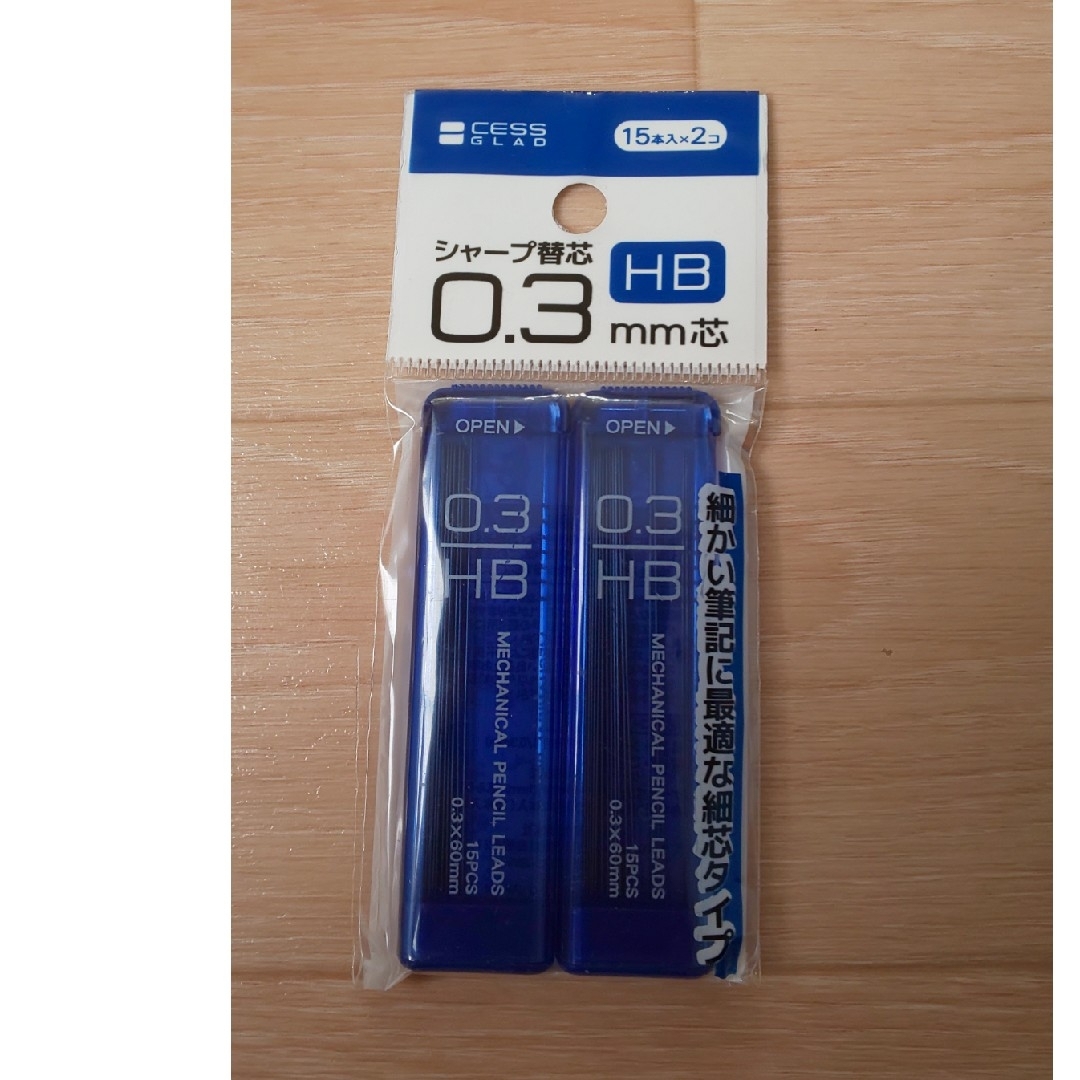 CESS
GLAD
15本入×2コ
シャープ替芯
0.3
HB
mm芯
OPEN▶
0.3
HB
MECHANICAL PENCIL LEADS
15PCS
0.3×60mm
OPEN▶
0.3
HB
MECHANICAL PENCIL LEADS
15PCS
0.3×60mm
細かい筆記に最適な細芯タイプ